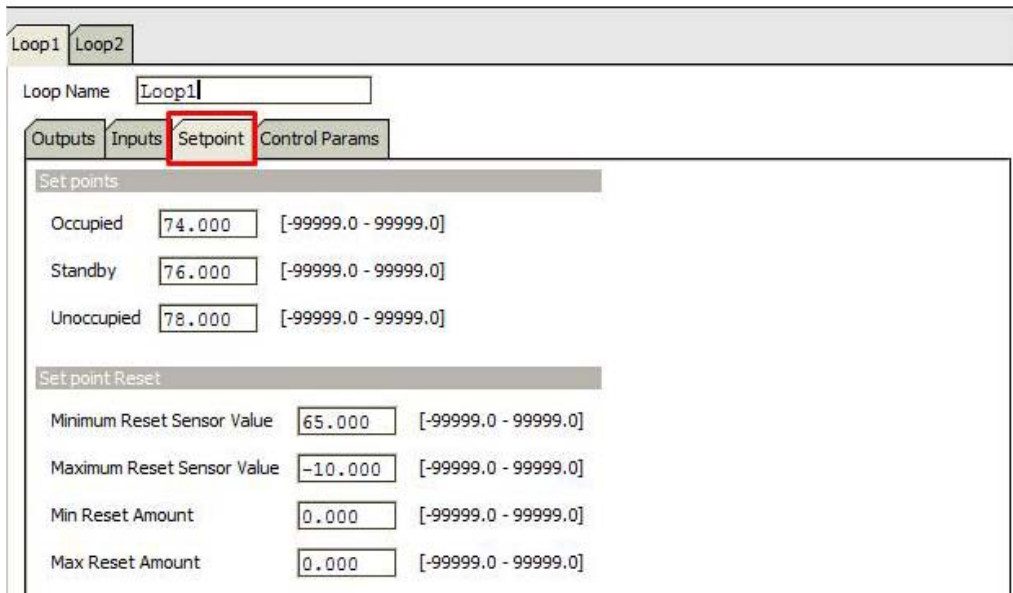 Loop1 Loop2
Loop Name Loop1
Outputs Inputs Setpoint Control Params
Set points
Occupied 74.000 [-99999.0 - 99999.0]
Standby 76.000 [-99999.0 - 99999.0]
Unoccupied 78.000 [-99999.0 - 99999.0]
Set point Reset
Minimum Reset Sensor Value 65.000 [-99999.0 - 99999.0]
Maximum Reset Sensor Value -10.000 [-99999.0 - 99999.0]
Min Reset Amount 0.000 [-99999.0 - 99999.0]
Max Reset Amount 0.000 [-99999.0 - 99999.0]